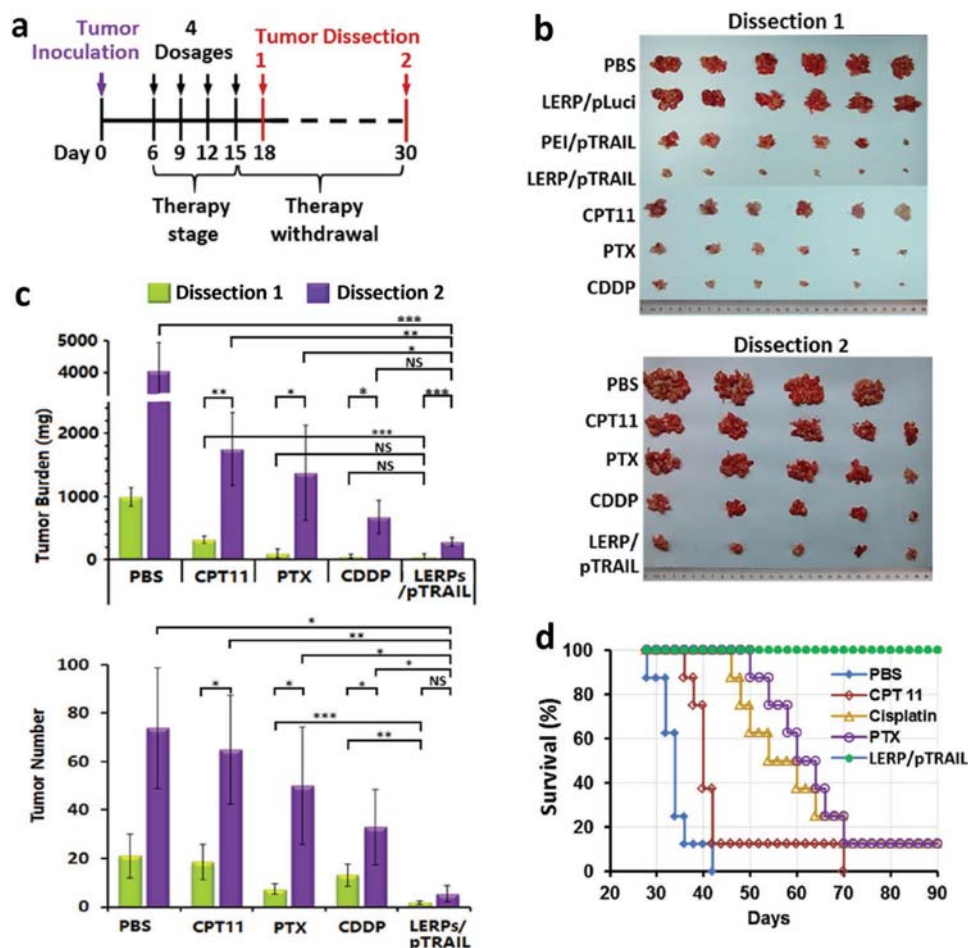 a
Tumor Inoculation
4 Dosages
Tumor Dissection
1 2
Day 0 6 9 12 15 18 30
Therapy stage
Therapy withdrawal
b
Dissection 1
PBS
LERP/pLuci
PEI/pTRAIL
LERP/pTRAIL
CPT11
PTX
CDDP
Dissection 2
PBS
CPT11
PTX
CDDP
LERP/
pTRAIL
c
Dissection 1 Dissection 2
Tumor Burden (mg)
5000
4000
2000
1000
0
***
**
*
NS
** * * ***
***
NS
NS
PBS CPT11 PTX CDDP LERPs
/pTRAIL
Tumor Number
100
80
60
40
20
0
*
**
*
*
* * * NS
***
**
PBS CPT11 PTX CDDP LERPs/
pTRAIL
d
Survival (%)
100
80
60
40
20
0
PBS
CPT 11
Cisplatin
PTX
LERP/pTRAIL
20 30 40 50 60 70 80 90
Days